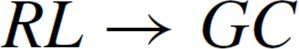 RL → GC